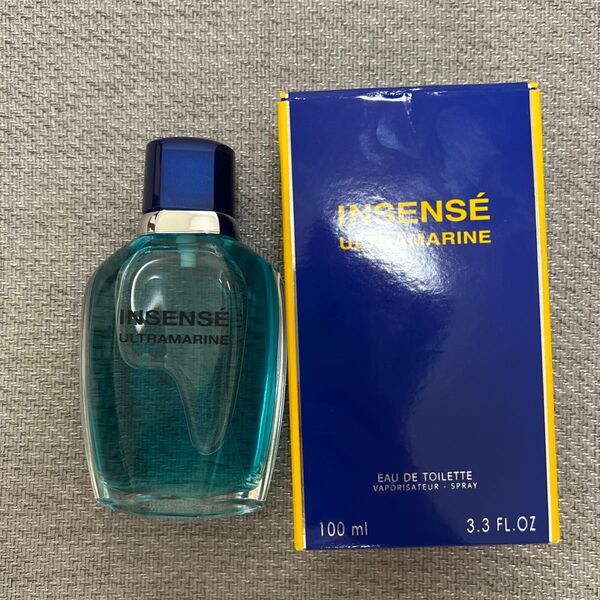 INSENSÉ
ULTRAMARINE
INSENSÉ
ULTRAMARINE
EAU DE TOILETTE
VAPORISATEUR - SPRAY
100 ml
3.3 FL.OZ